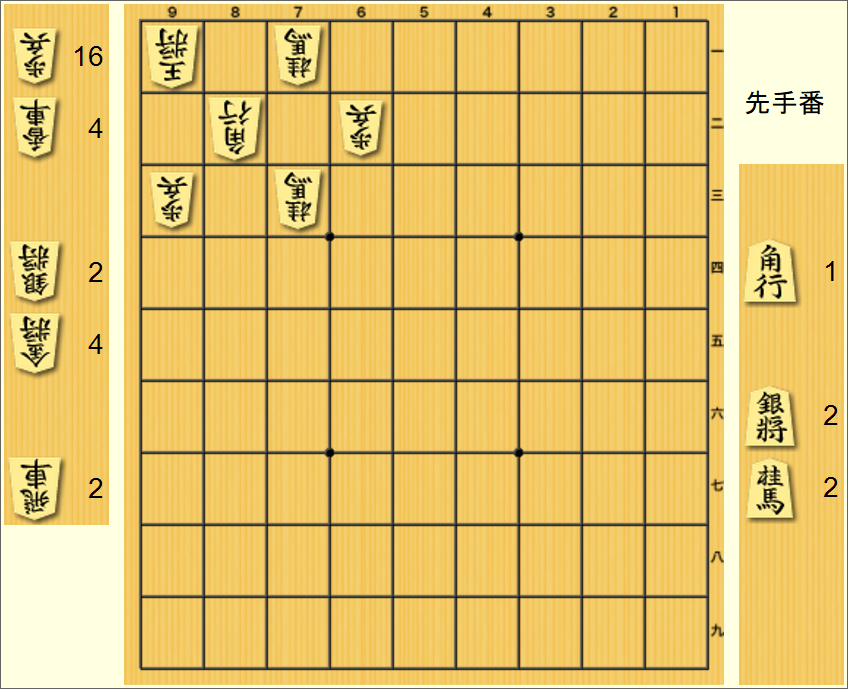 9 8 7 6 5 4 3 2 1
王将 桂馬 一
角行 歩兵 二
歩兵 桂馬 三
四
五
六
七
八
九
歩兵 16
香車 4
銀将 2
金将 4
飛車 2
先手番
角行 1
銀将 2
桂馬 2